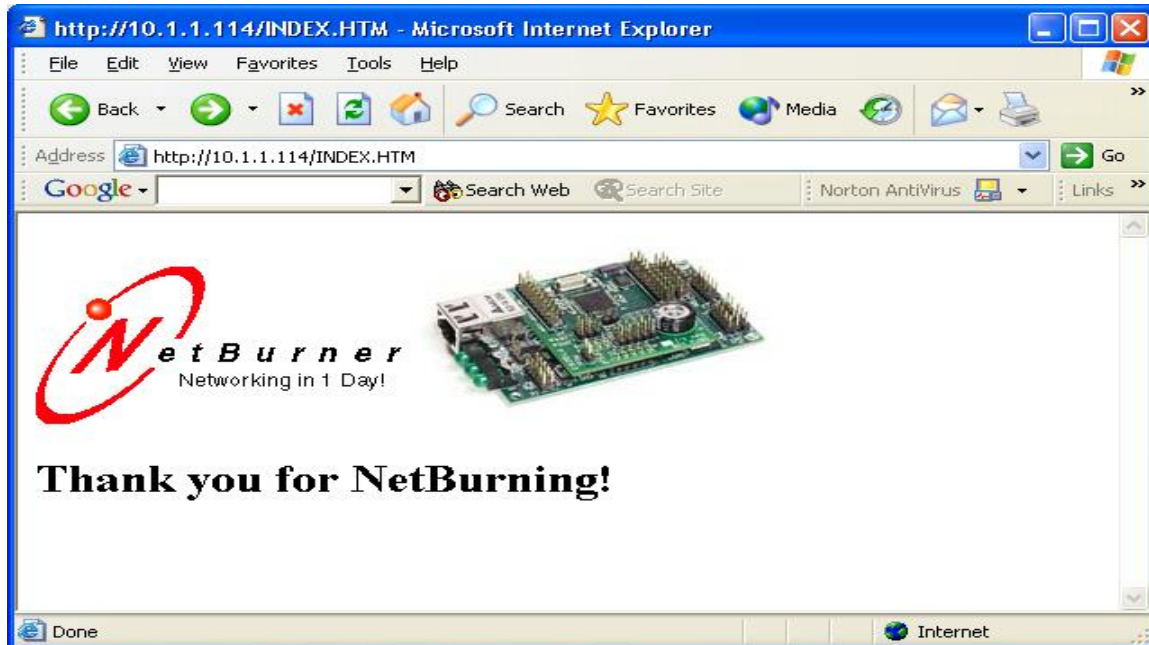 http://10.1.1.114/INDEX.HTM - Microsoft Internet Explorer
File Edit View Favorites Tools Help
Back Search Favorites Media
Address http://10.1.1.114/INDEX.HTM Go
Google Search Web Search Site Norton AntiVirus Links
NetBurner
Networking in 1 Day!
Thank you for NetBurning!
Done Internet